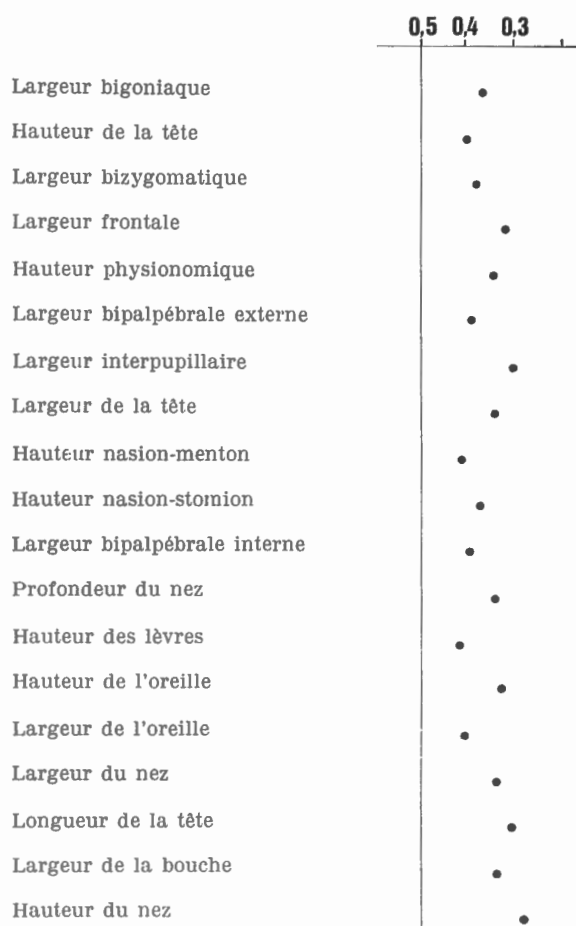 0,5 0,4 0,3
Largeur bigoniaque
Hauteur de la tête
Largeur bizygomatique
Largeur frontale
Hauteur physionomique
Largeur bipalpébrale externe
Largeur interpupillaire
Largeur de la tête
Hauteur nasion-menton
Hauteur nasion-stomion
Largeur bipalpébrale interne
Profondeur du nez
Hauteur des lèvres
Hauteur de l'oreille
Largeur de l'oreille
Largeur du nez
Longueur de la tête
Largeur de la bouche
Hauteur du nez